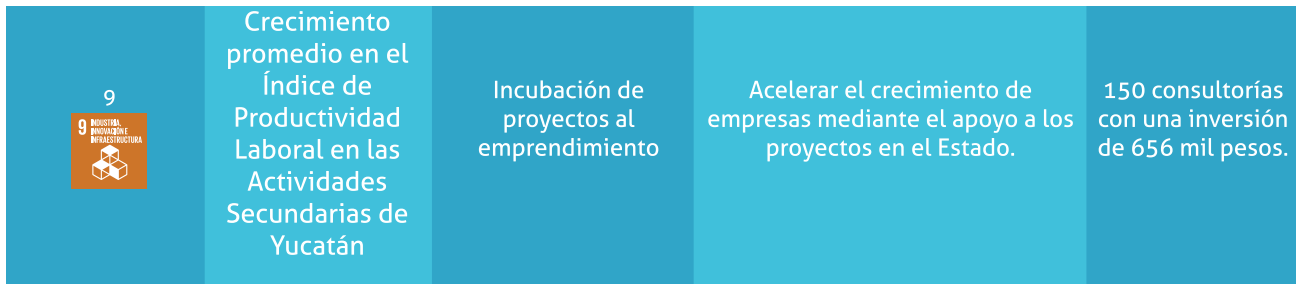 9
9 INDUSTRIA,
INNOVACIÓN E
INFRAESTRUCTURA
Crecimiento
promedio en el
Índice de
Productividad
Laboral en las
Actividades
Secundarias de
Yucatán
Incubación de
proyectos al
emprendimiento
Acelerar el crecimiento de
empresas mediante el apoyo a los
proyectos en el Estado.
150 consultorías
con una inversión
de 656 mil pesos.